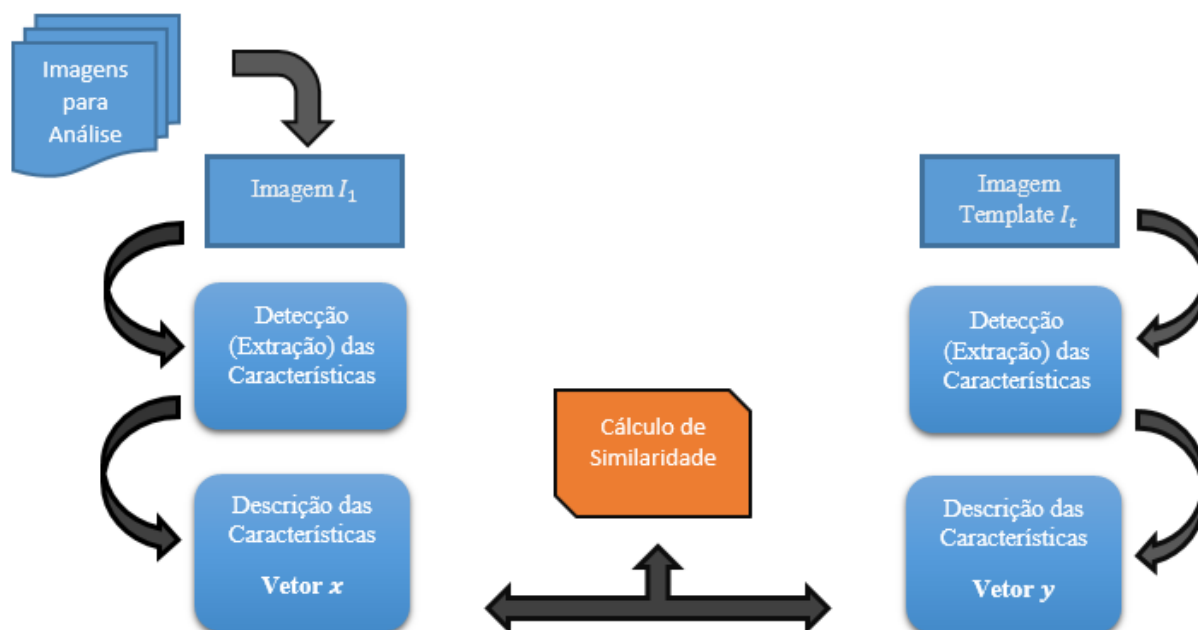 Imagens
para
Análise
Imagem I₁
Detecção
(Extração) das
Características
Descrição das
Características
Vetor x
Cálculo de
Similaridade
Imagem
Template Iₜ
Detecção
(Extração) das
Características
Descrição das
Características
Vetor y